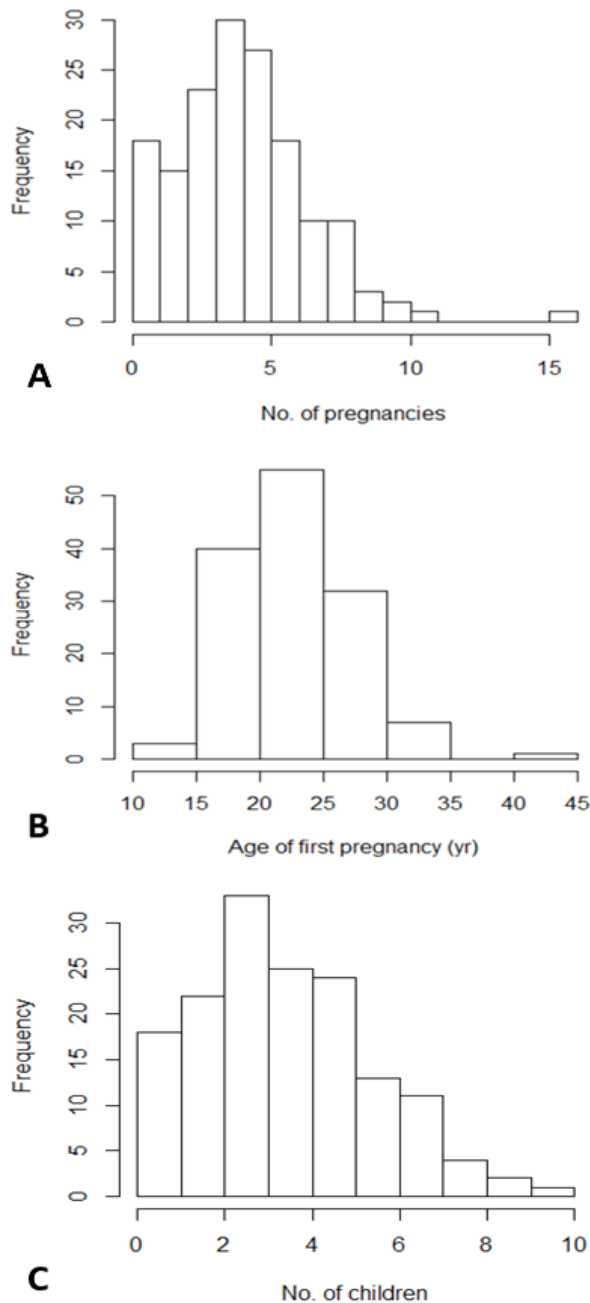 30
25
20
15
10
5
0
Frequency
0 5 10 15
A
No. of pregnancies
50
40
30
20
10
0
Frequency
10 15 20 25 30 35 40 45
B
Age of first pregnancy (yr)
30
25
20
15
10
5
0
Frequency
0 2 4 6 8 10
C
No. of children